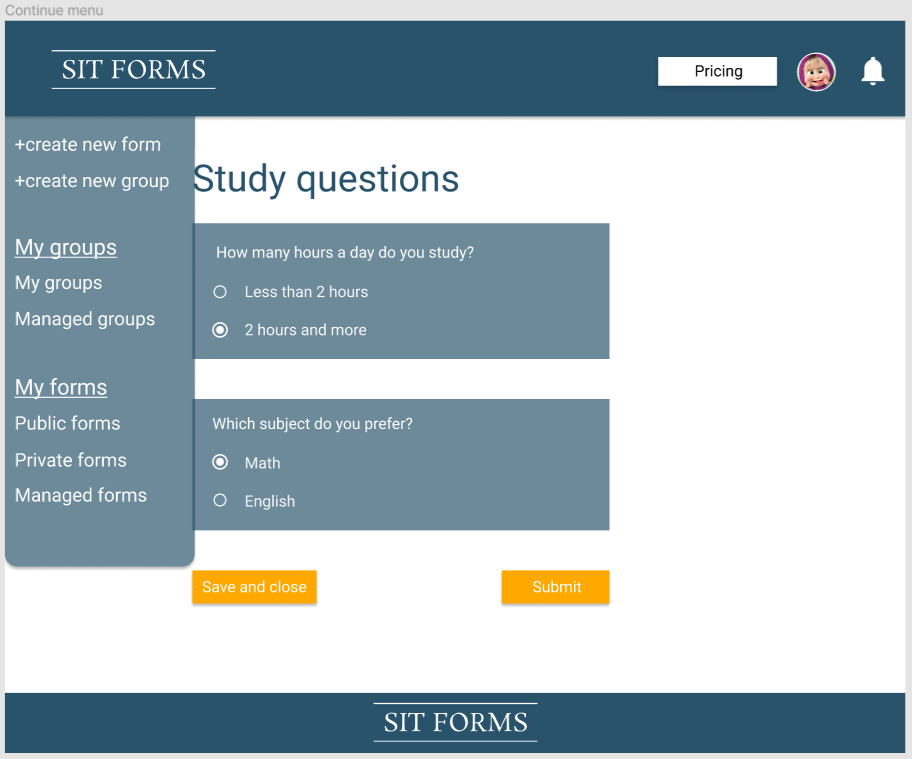 Continue menu
SIT FORMS
Pricing
+create new form
+create new group
My groups
My groups
Managed groups
My forms
Public forms
Private forms
Managed forms
Study questions
How many hours a day do you study?
Less than 2 hours
2 hours and more
Which subject do you prefer?
Math
English
Save and close
Submit
SIT FORMS